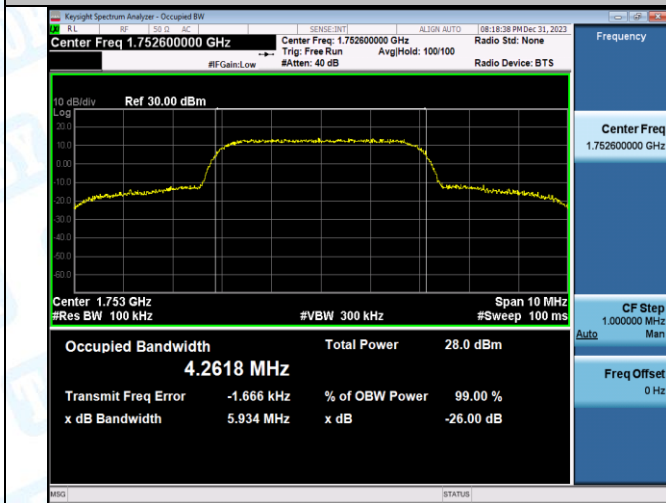 Keysight Spectrum Analyzer - Occupied BW
RL RF 50 Ω AC SENSE:INT ALIGN AUTO 08:18:38 PM Dec 31, 2023
Center Freq 1.752600000 GHz Center Freq: 1.752600000 GHz Radio Std: None Frequency
Trig: Free Run Avg|Hold: 100/100
#IFGain:Low #Atten: 40 dB Radio Device: BTS
10 dB/div Ref 30.00 dBm
Log
20.0
10.0
0.00
-10.0
-20.0
-30.0
-40.0
-50.0
-60.0
Center Freq
1.752600000 GHz
Center 1.753 GHz Span 10 MHz
#Res BW 100 kHz #VBW 300 kHz #Sweep 100 ms
CF Step
1.000000 MHz
Auto Man
Occupied Bandwidth Total Power 28.0 dBm
4.2618 MHz
Transmit Freq Error -1.666 kHz % of OBW Power 99.00 %
x dB Bandwidth 5.934 MHz x dB -26.00 dB
Freq Offset
0 Hz
MSG STATUS